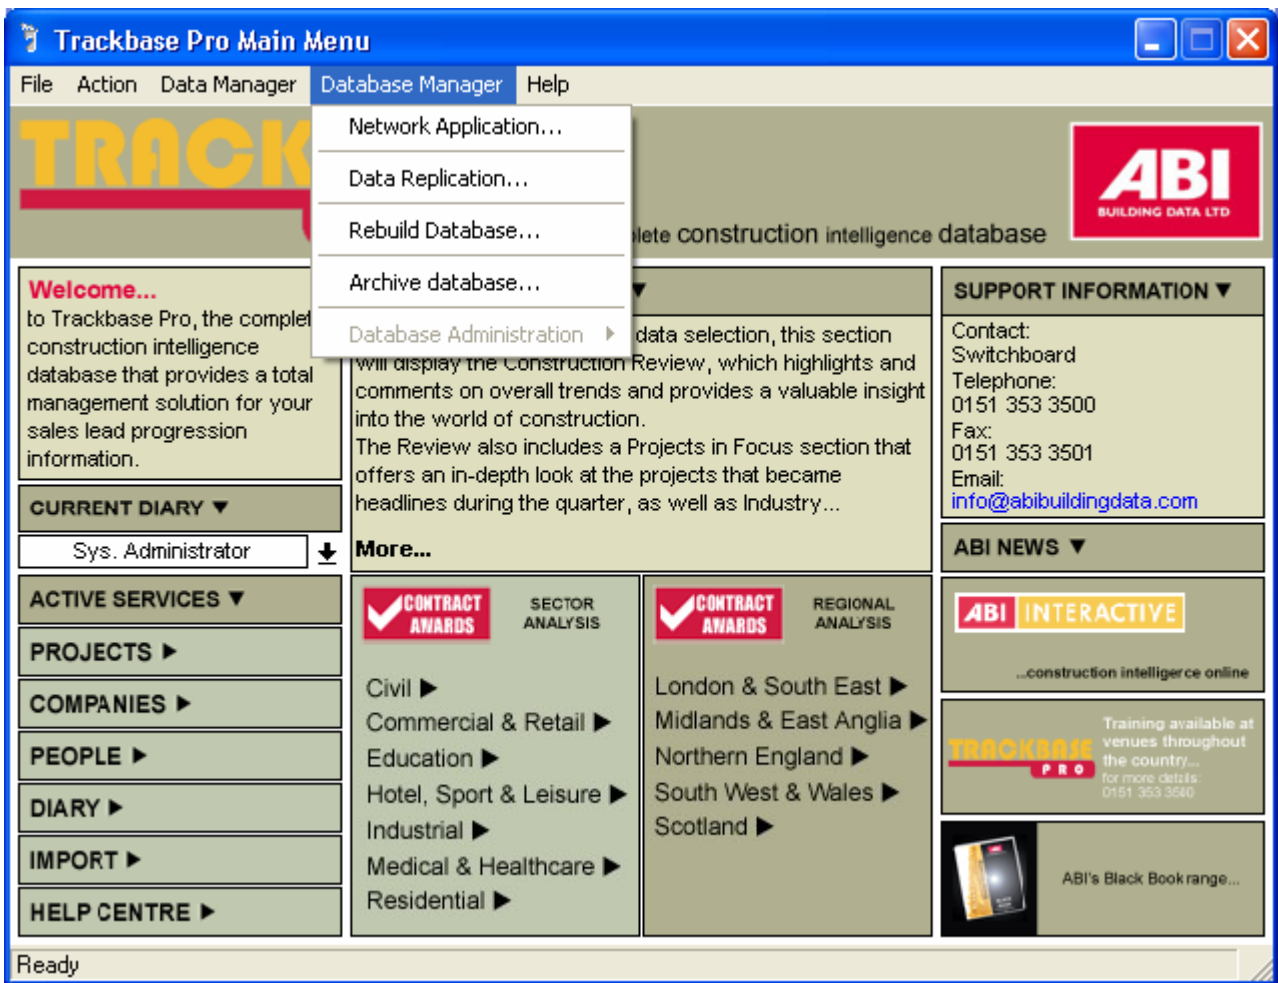 Trackbase Pro Main Menu
File Action Data Manager Database Manager Help
Network Application...
Data Replication...
Rebuild Database...
Archive database...
Database Administration
TRACK
construction intelligence database
ABI
BUILDING DATA LTD
Welcome...
to Trackbase Pro, the
construction intelligence
database that provides a total
management solution for your
sales lead progression
information.
CURRENT DIARY ▼
Sys. Administrator
ACTIVE SERVICES ▼
PROJECTS ▶
COMPANIES ▶
PEOPLE ▶
DIARY ▶
IMPORT ▶
HELP CENTRE ▶
data selection, this section
will display the Construction Review, which highlights and
comments on overall trends and provides a valuable insight
into the world of construction.
The Review also includes a Projects in Focus section that
offers an in-depth look at the projects that became
headlines during the quarter, as well as Industry...
More...
CONTRACT
AWARDS
SECTOR
ANALYSIS
Civil ▶
Commercial & Retail ▶
Education ▶
Hotel, Sport & Leisure ▶
Industrial ▶
Medical & Healthcare ▶
Residential ▶
CONTRACT
AWARDS
REGIONAL
ANALYSIS
London & South East ▶
Midlands & East Anglia ▶
Northern England ▶
South West & Wales ▶
Scotland ▶
SUPPORT INFORMATION ▼
Contact:
Switchboard
Telephone:
0151 353 3500
Fax:
0151 353 3501
Email:
info@abibuildingdata.com
ABI NEWS ▼
ABI INTERACTIVE
...construction intelligence online
TRACKBASE
PRO
Training available at
venues throughout
the country...
for more details:
0151 353 3500
ABI's Black Book range...
Ready